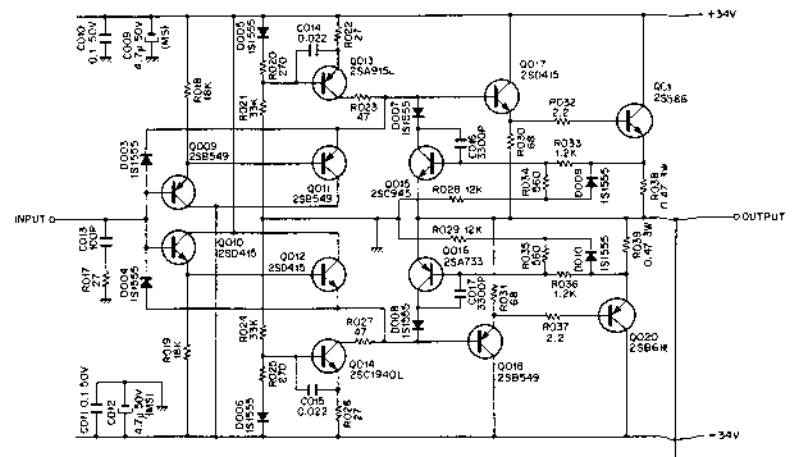 +34V
C010
0.1 50V
C009
4.7μ 50V
(MS)
R018
18K
D005
1S1555
R020
270
R021
33K
C014
0.022
R022
27
Q013
2SA915L
R023
47
D007
1S1555
Q017
2SD415
R030
68
R032
2.2
D003
1S1555
Q009
2SB549
Q011
2SB549
C016
3300P
Q015
2SC945
R033
1.2K
R034
560
D009
1S1555
R038
0.47 3W
R028 12K
INPUT
OUTPUT
C013
100P
R017
27
Q010
2SD415
D004
1S1555
Q012
2SD415
R029 12K
Q016
2SA733
C017
3300P
R035
560
D010
1S1555
R039
0.47 3W
R036
1.2K
R031
68
R037
2.2
R019
18K
R024
33K
R025
270
R027
47
D008
1S1555
Q014
2SC1940L
Q018
2SB549
Q020
D006
1S1555
C015
0.022
R026
27
C011 0.1 50V
C012
4.7μ 50V
(MS)
-34V